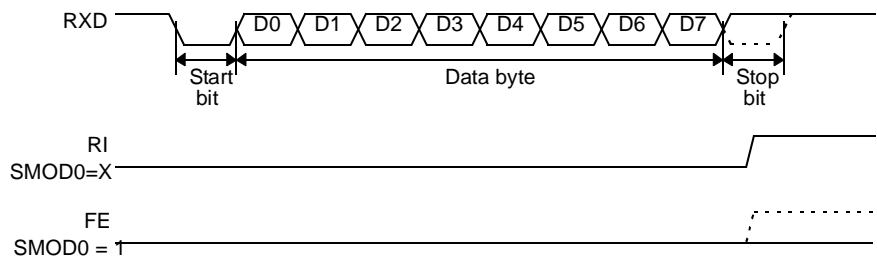 RXD
D0 D1 D2 D3 D4 D5 D6 D7
Start bit
Data byte
Stop bit
RI
SMOD0=X
FE
SMOD0 = 1